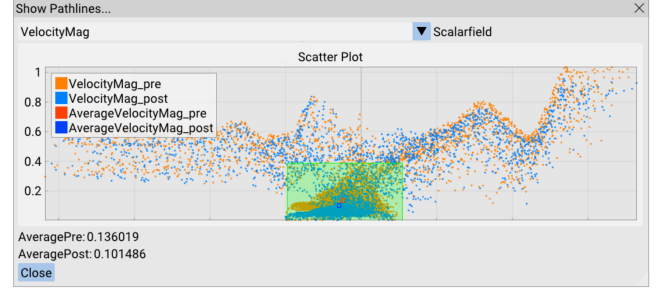 Show Pathlines...
VelocityMag
Scalarfield
Scatter Plot
1
0.8
0.6
0.4
0.2
VelocityMag_pre
VelocityMag_post
AverageVelocityMag_pre
AverageVelocityMag_post
AveragePre: 0.136019
AveragePost: 0.101486
Close